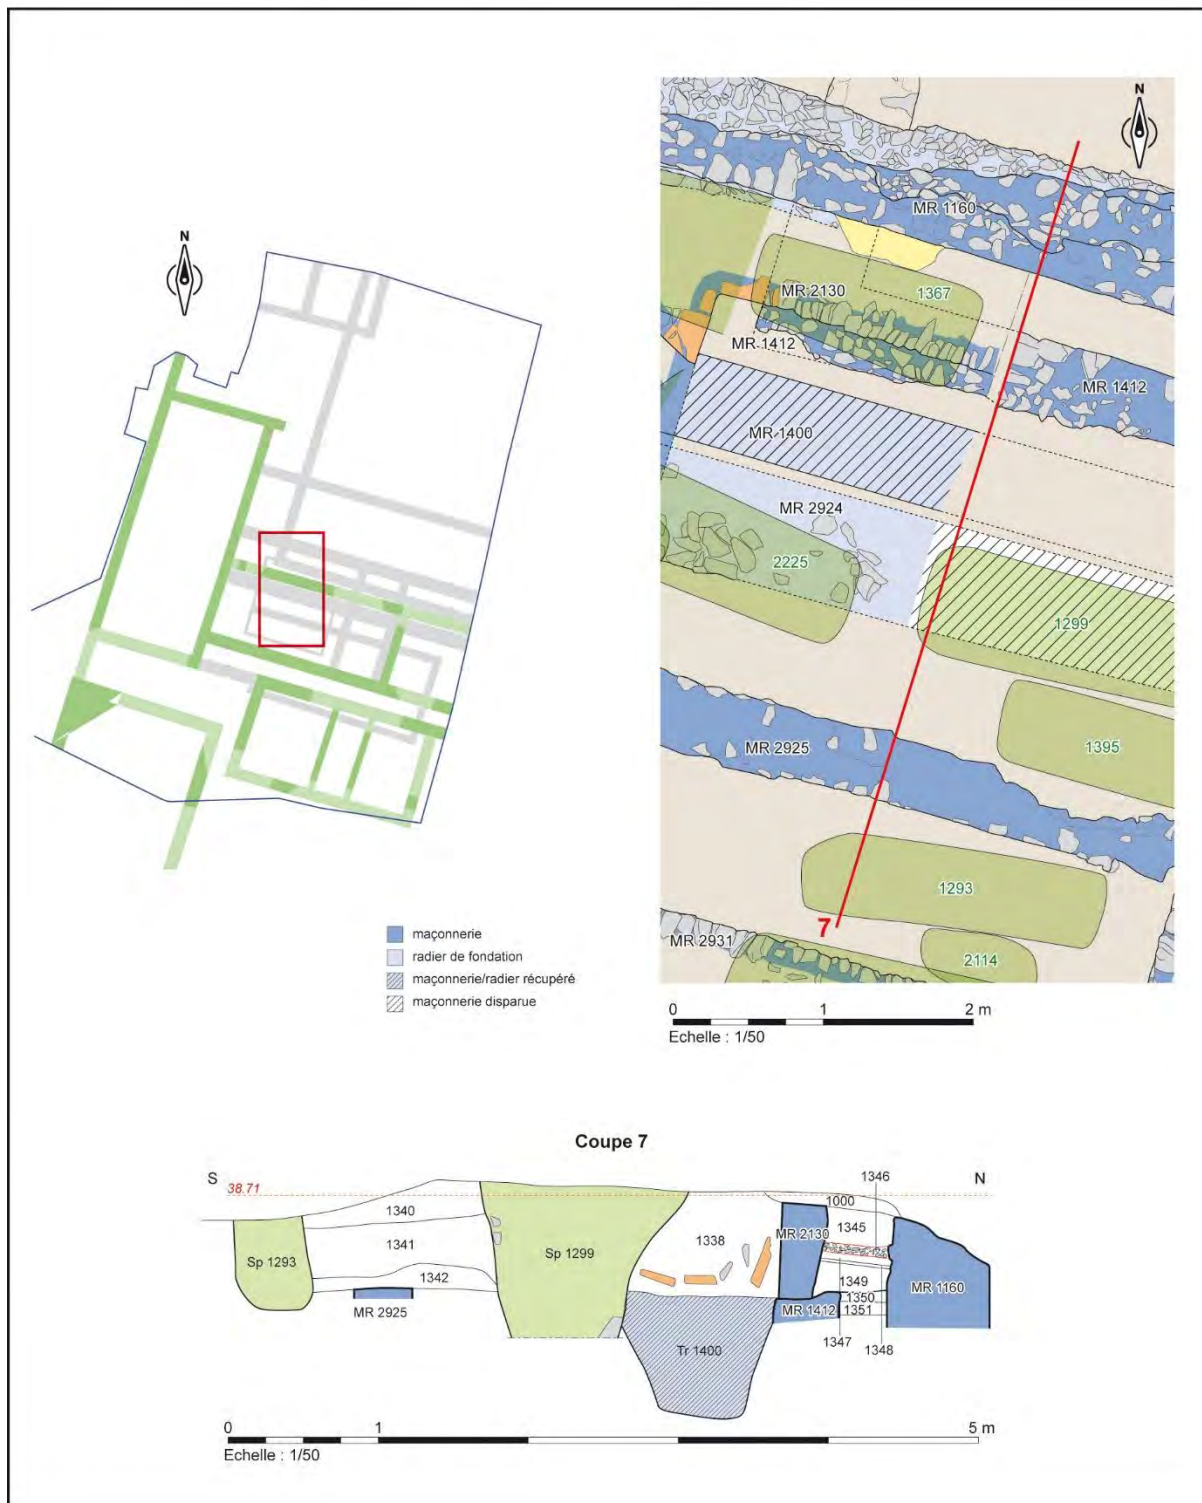 N
N
MR 1160
MR 2130
1367
MR 1412
MR 1412
MR 1400
MR 2924
2225
1299
MR 2925
1395
1293
7
MR 2931
2114
maçonnerie
radier de fondation
maçonnerie/radier récupéré
maçonnerie disparue
0 1 2 m
Echelle : 1/50
Coupe 7
S
38.71
N
1346
1000
1340
MR 2130
1345
1341
Sp 1293
Sp 1299
1338
1342
1349
MR 1160
MR 2925
MR 1412
1350
1351
1347
1348
Tr 1400
0 1 5 m
Echelle : 1/50